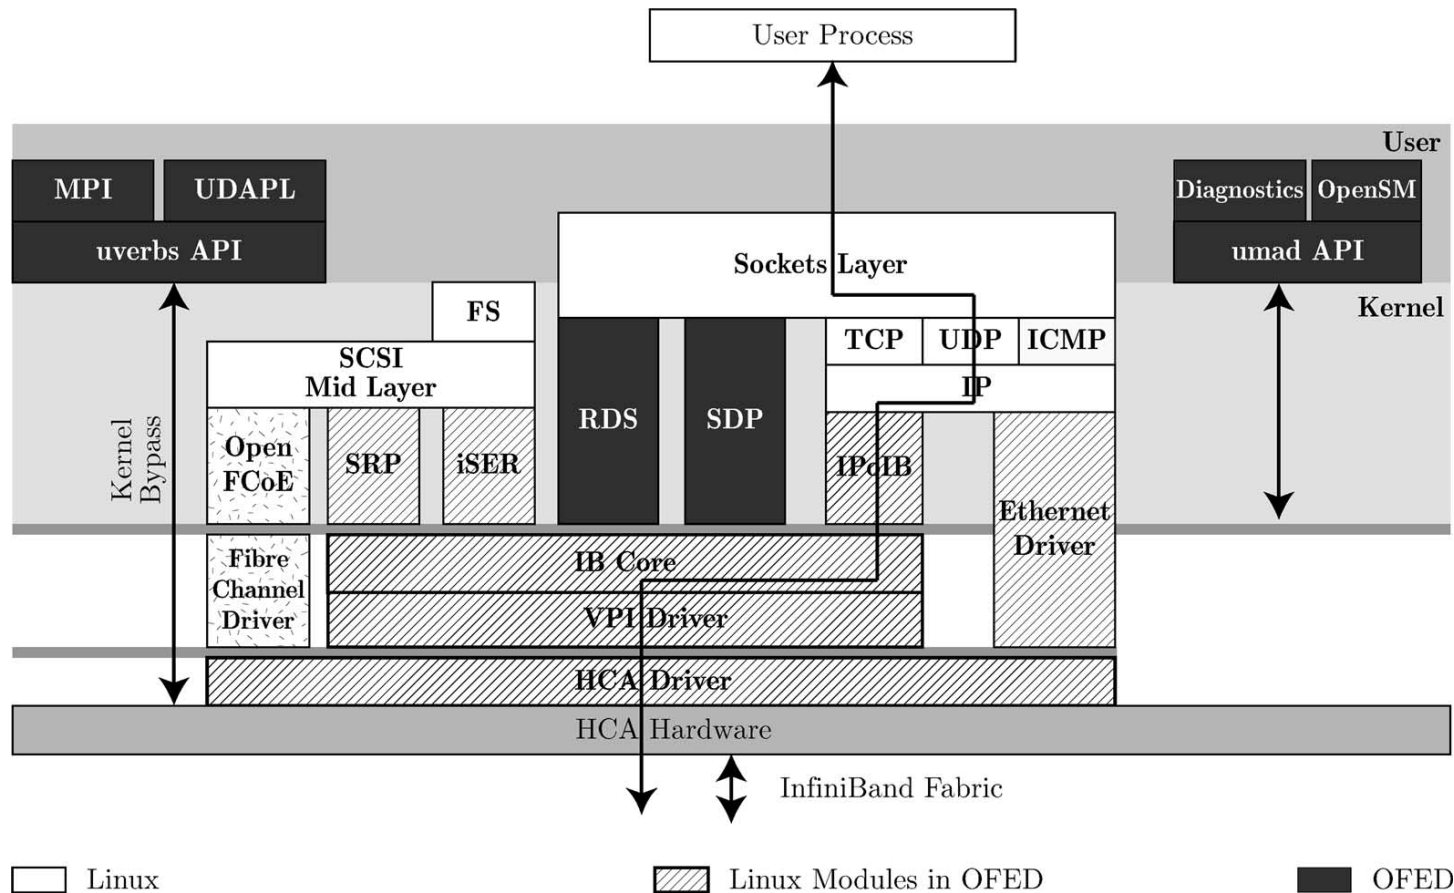 User Process
User
MPI
UDAPL
Diagnostics
OpenSM
uverbs API
Sockets Layer
umad API
Kernel
FS
SCSI
Mid Layer
TCP
UDP
ICMP
IP
Kernel
Bypass
Open
FCoE
SRP
iSER
RDS
SDP
IPoIB
Ethernet
Driver
Fibre
Channel
Driver
IB Core
VPI Driver
HCA Driver
HCA Hardware
InfiniBand Fabric
Linux
Linux Modules in OFED
OFED